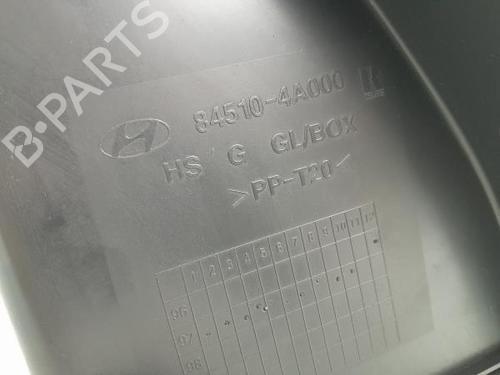 B-PARTS
84510-4A000
HS G GL/BOX
>PP-T20<
1 2 3 4 5 6 7 8 9 10 11 12
96
97
98